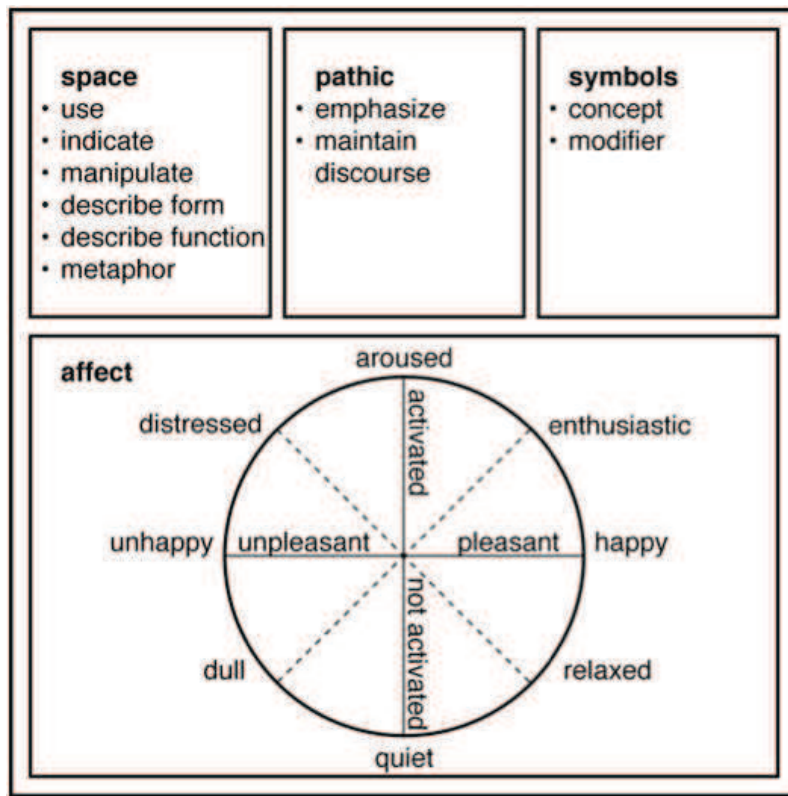 space
• use
• indicate
• manipulate
• describe form
• describe function
• metaphor
pathic
• emphasize
• maintain
discourse
symbols
• concept
• modifier
affect
aroused
distressed
activated
enthusiastic
unhappy
unpleasant
pleasant
happy
not activated
dull
relaxed
quiet